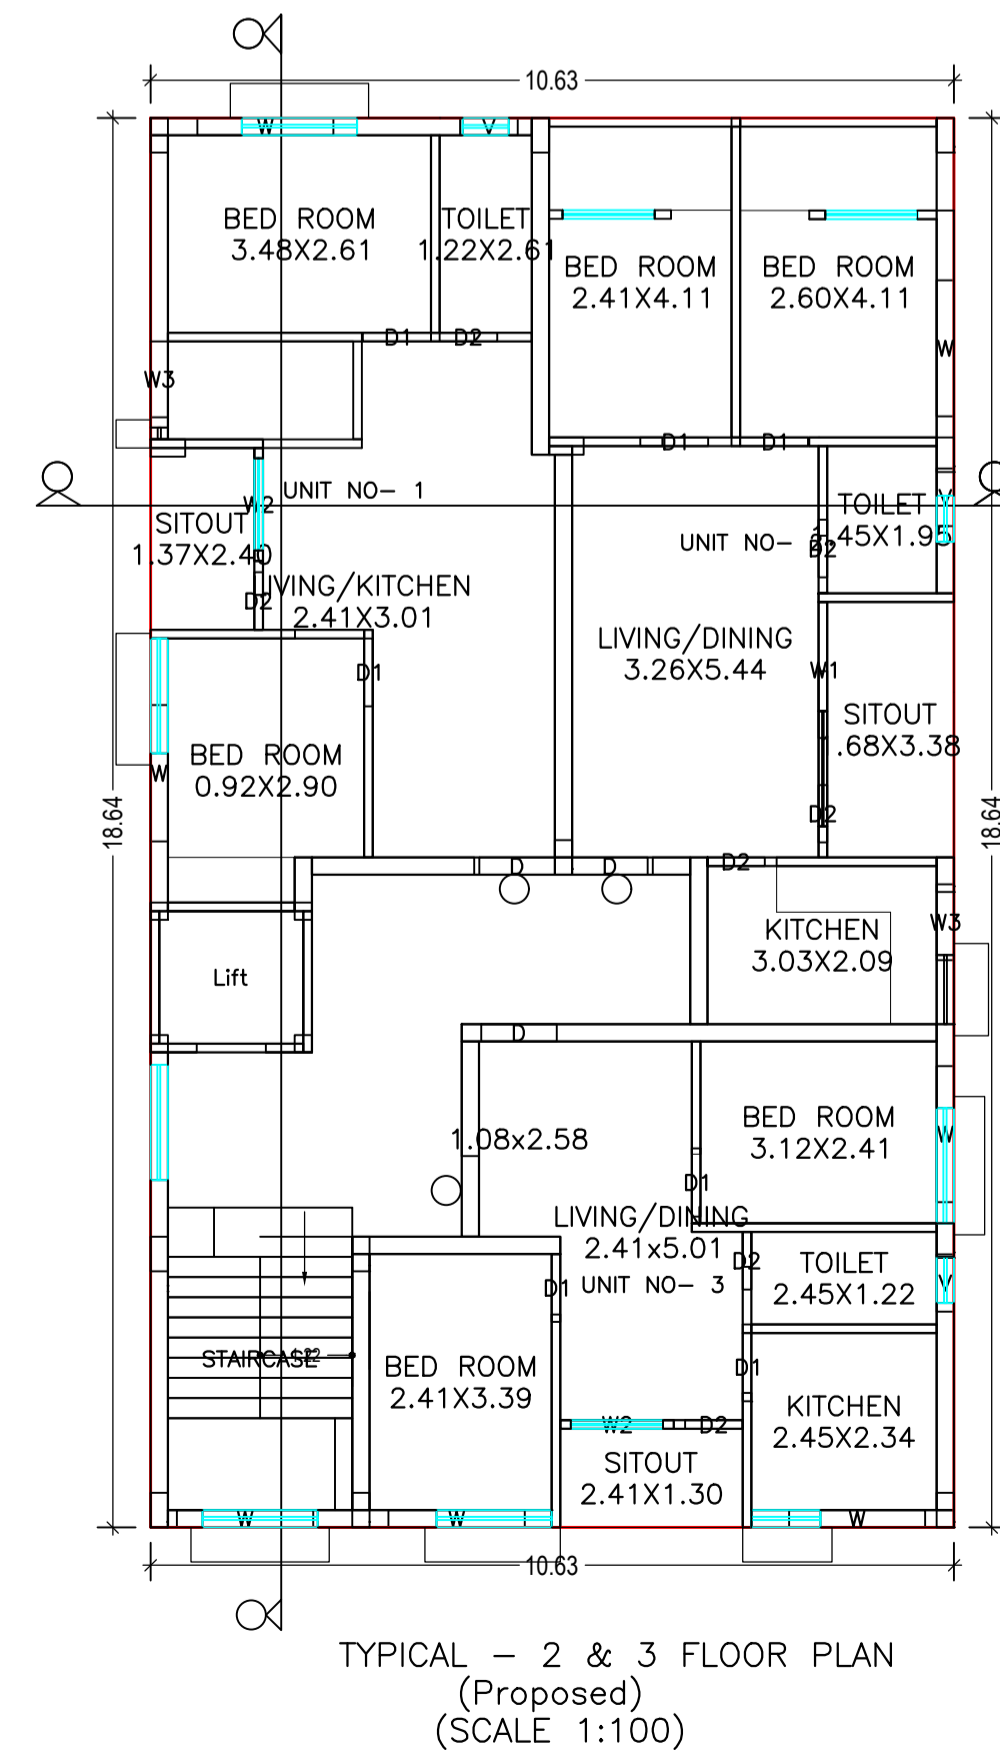 10.63
W
V
BED ROOM
3.48X2.61
TOILET
1.22X2.61
BED ROOM
2.41X4.11
BED ROOM
2.60X4.11
D1
D2
W
W3
D1
D1
UNIT NO- 1
W2
V
SITOUT
1.37X2.40
TOILET
.45X1.95
UNIT NO-
D2
LIVING/KITCHEN
2.41X3.01
D2
LIVING/DINING
3.26X5.44
D1
W1
SITOUT
.68X3.38
BED ROOM
0.92X2.90
W
18.64
18.64
D2
D
D
D2
KITCHEN
3.03X2.09
W3
Lift
D
BED ROOM
3.12X2.41
W
1.08x2.58
D1
LIVING/DINING
2.41x5.01
UNIT NO- 3
D1
D2
TOILET
2.45X1.22
V
STAIRCASE
BED ROOM
2.41X3.39
D1
KITCHEN
2.45X2.34
W2
D2
SITOUT
2.41X1.30
W
W
W
10.63
TYPICAL - 2 & 3 FLOOR PLAN
(Proposed)
(SCALE 1:100)